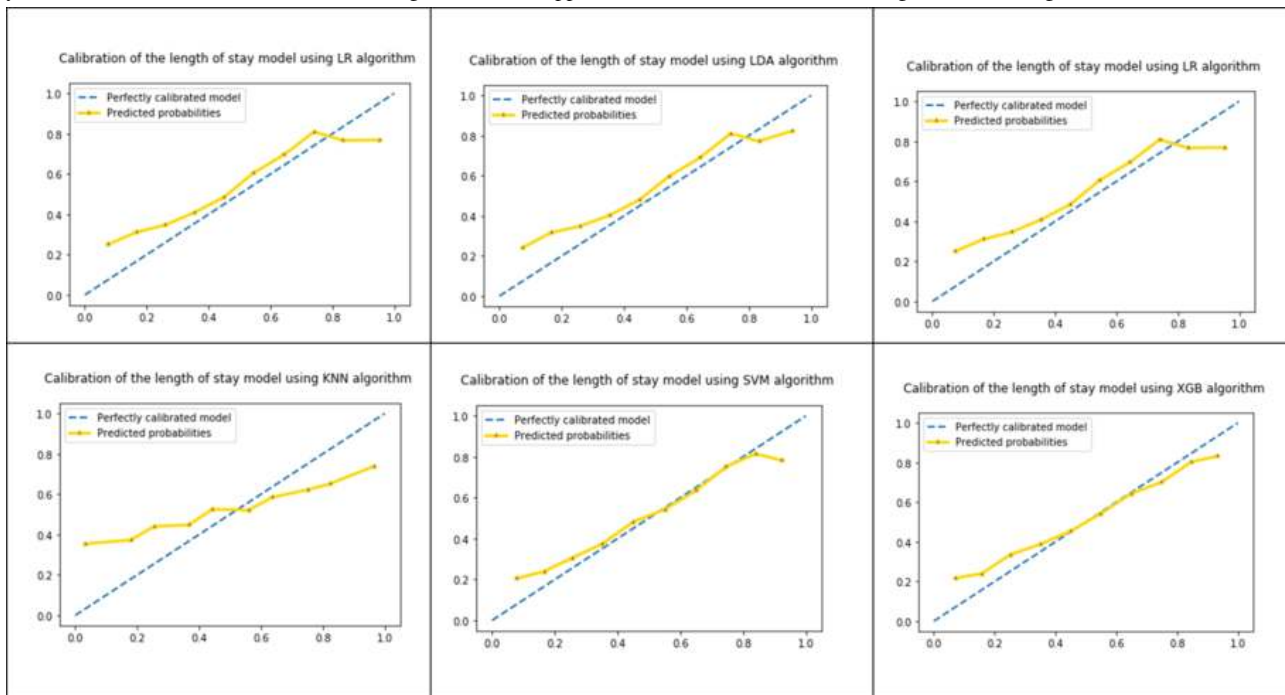 Calibration of the length of stay model using LR algorithm
1.0
0.8
0.6
0.4
0.2
0.0
Perfectly calibrated model
Predicted probabilities
0.0 0.2 0.4 0.6 0.8 1.0
Calibration of the length of stay model using LDA algorithm
1.0
0.8
0.6
0.4
0.2
0.0
Perfectly calibrated model
Predicted probabilities
0.0 0.2 0.4 0.6 0.8 1.0
Calibration of the length of stay model using LR algorithm
1.0
0.8
0.6
0.4
0.2
0.0
Perfectly calibrated model
Predicted probabilities
0.0 0.2 0.4 0.6 0.8 1.0
Calibration of the length of stay model using KNN algorithm
1.0
0.8
0.6
0.4
0.2
0.0
Perfectly calibrated model
Predicted probabilities
0.0 0.2 0.4 0.6 0.8 1.0
Calibration of the length of stay model using SVM algorithm
1.0
0.8
0.6
0.4
0.2
0.0
Perfectly calibrated model
Predicted probabilities
0.0 0.2 0.4 0.6 0.8 1.0
Calibration of the length of stay model using XGB algorithm
1.0
0.8
0.6
0.4
0.2
0.0
Perfectly calibrated model
Predicted probabilities
0.0 0.2 0.4 0.6 0.8 1.0